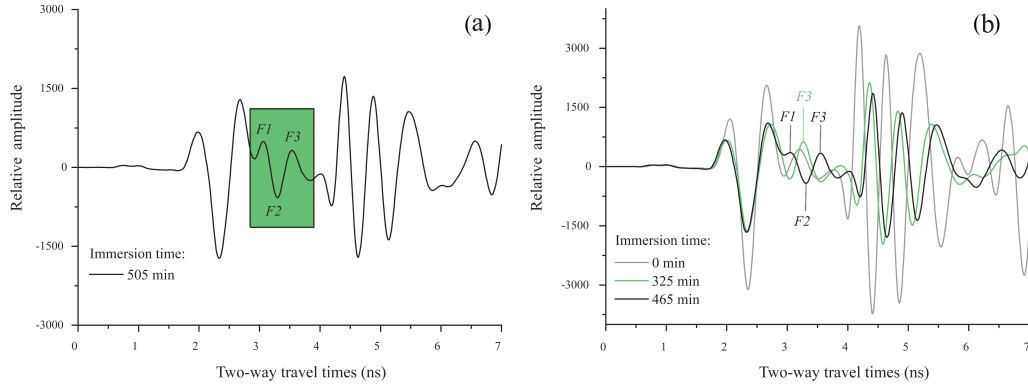 (a)
Relative amplitude
3000
1500
0
-1500
-3000
F1
F3
F2
Immersion time:
505 min
0 1 2 3 4 5 6 7
Two-way travel times (ns)
(b)
Relative amplitude
3000
1500
0
-1500
-3000
F3
F1
F3
F2
Immersion time:
0 min
325 min
465 min
0 1 2 3 4 5 6 7
Two-way travel times (ns)